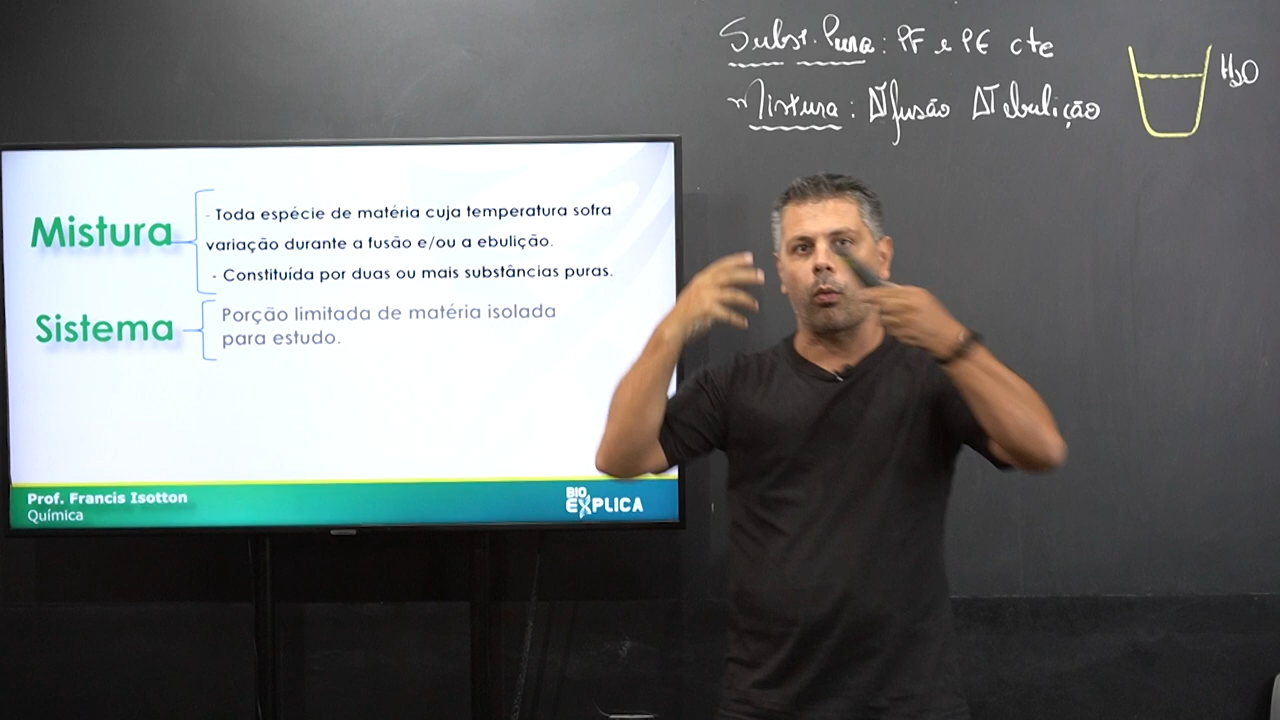 Subst. Pura: PF e PE cte
Mistura: ΔTfusão ΔTebulição
H₂O
Mistura
- Toda espécie de matéria cuja temperatura sofra
variação durante a fusão e/ou a ebulição.
- Constituída por duas ou mais substâncias puras.
Sistema
Porção limitada de matéria isolada
para estudo.
Prof. Francis Isotton
Química
BIO
EXPLICA